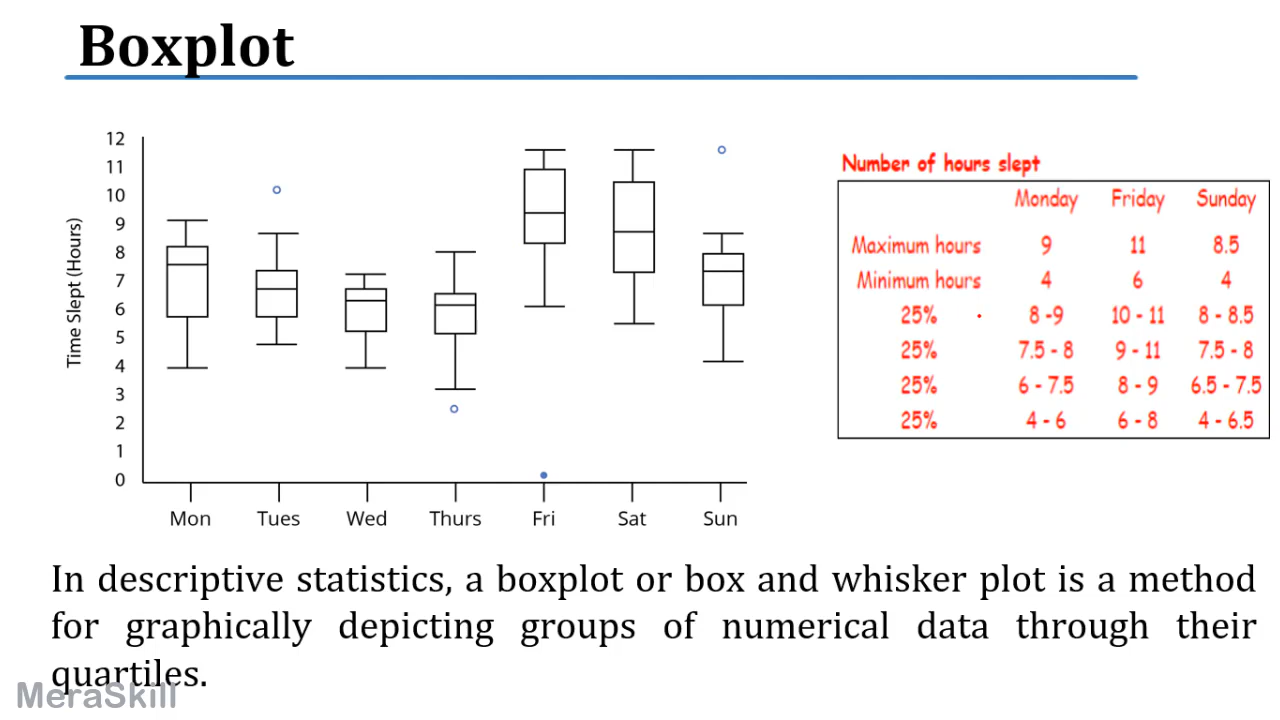 Boxplot
12
11
10
9
8
7
6
5
4
3
2
1
0
Time Slept (Hours)
Mon Tues Wed Thurs Fri Sat Sun
Number of hours slept
Monday Friday Sunday
Maximum hours 9 11 8.5
Minimum hours 4 6 4
25% 8 -9 10 - 11 8 - 8.5
25% 7.5 - 8 9 - 11 7.5 - 8
25% 6 - 7.5 8 - 9 6.5 - 7.5
25% 4 - 6 6 - 8 4 - 6.5
In descriptive statistics, a boxplot or box and whisker plot is a method
for graphically depicting groups of numerical data through their
quartiles.
MeraSkill